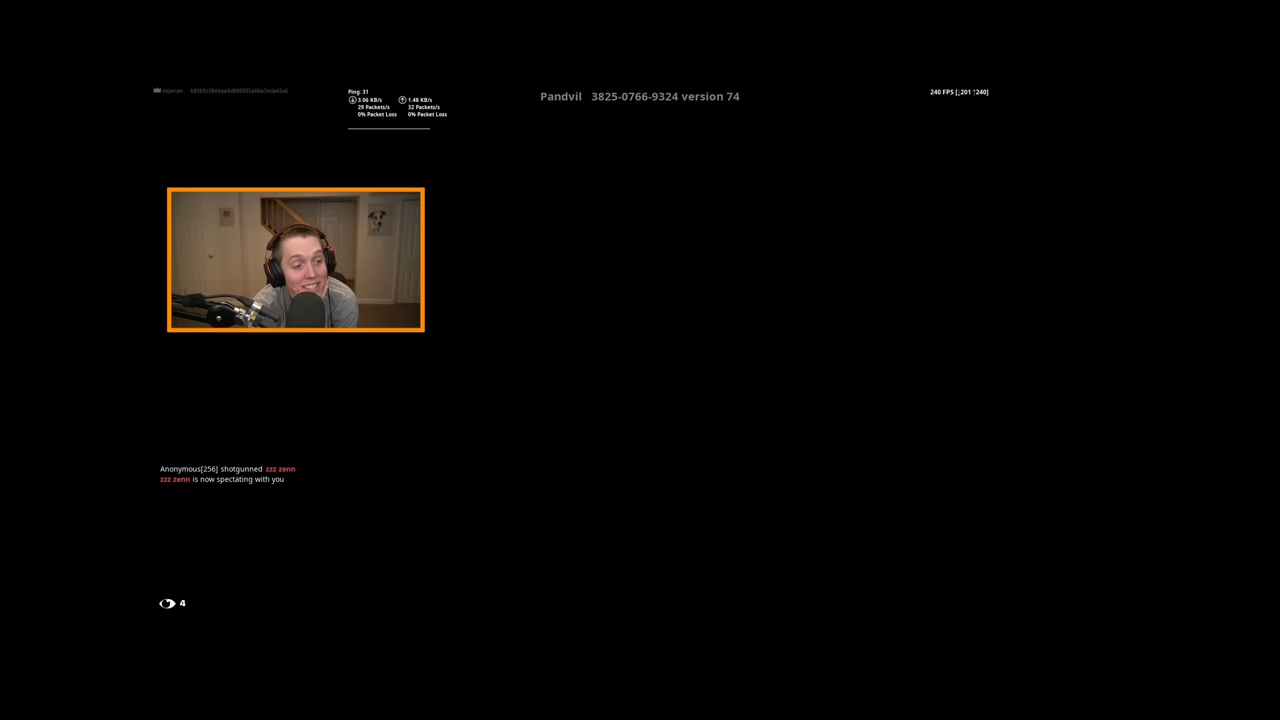 Ping: 31
3.06 KB/s 1.48 KB/s
29 Packets/s 32 Packets/s
0% Packet Loss 0% Packet Loss
Pandvil 3825-0766-9324 version 74
240 FPS
Anonymous[256] shotgunned zzz zenn
zzz zenn is now spectating with you
4